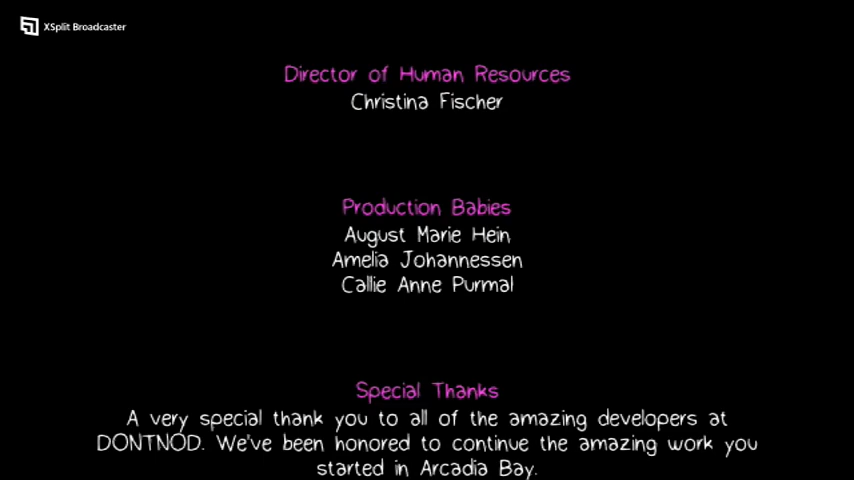 XSplit Broadcaster
Director of Human Resources
Christina Fischer
Production Babies
August Marie Hein
Amelia Johannessen
Callie Anne Purmal
Special Thanks
A very special thank you to all of the amazing developers at
DONTNOD. We've been honored to continue the amazing work you
started in Arcadia Bay.